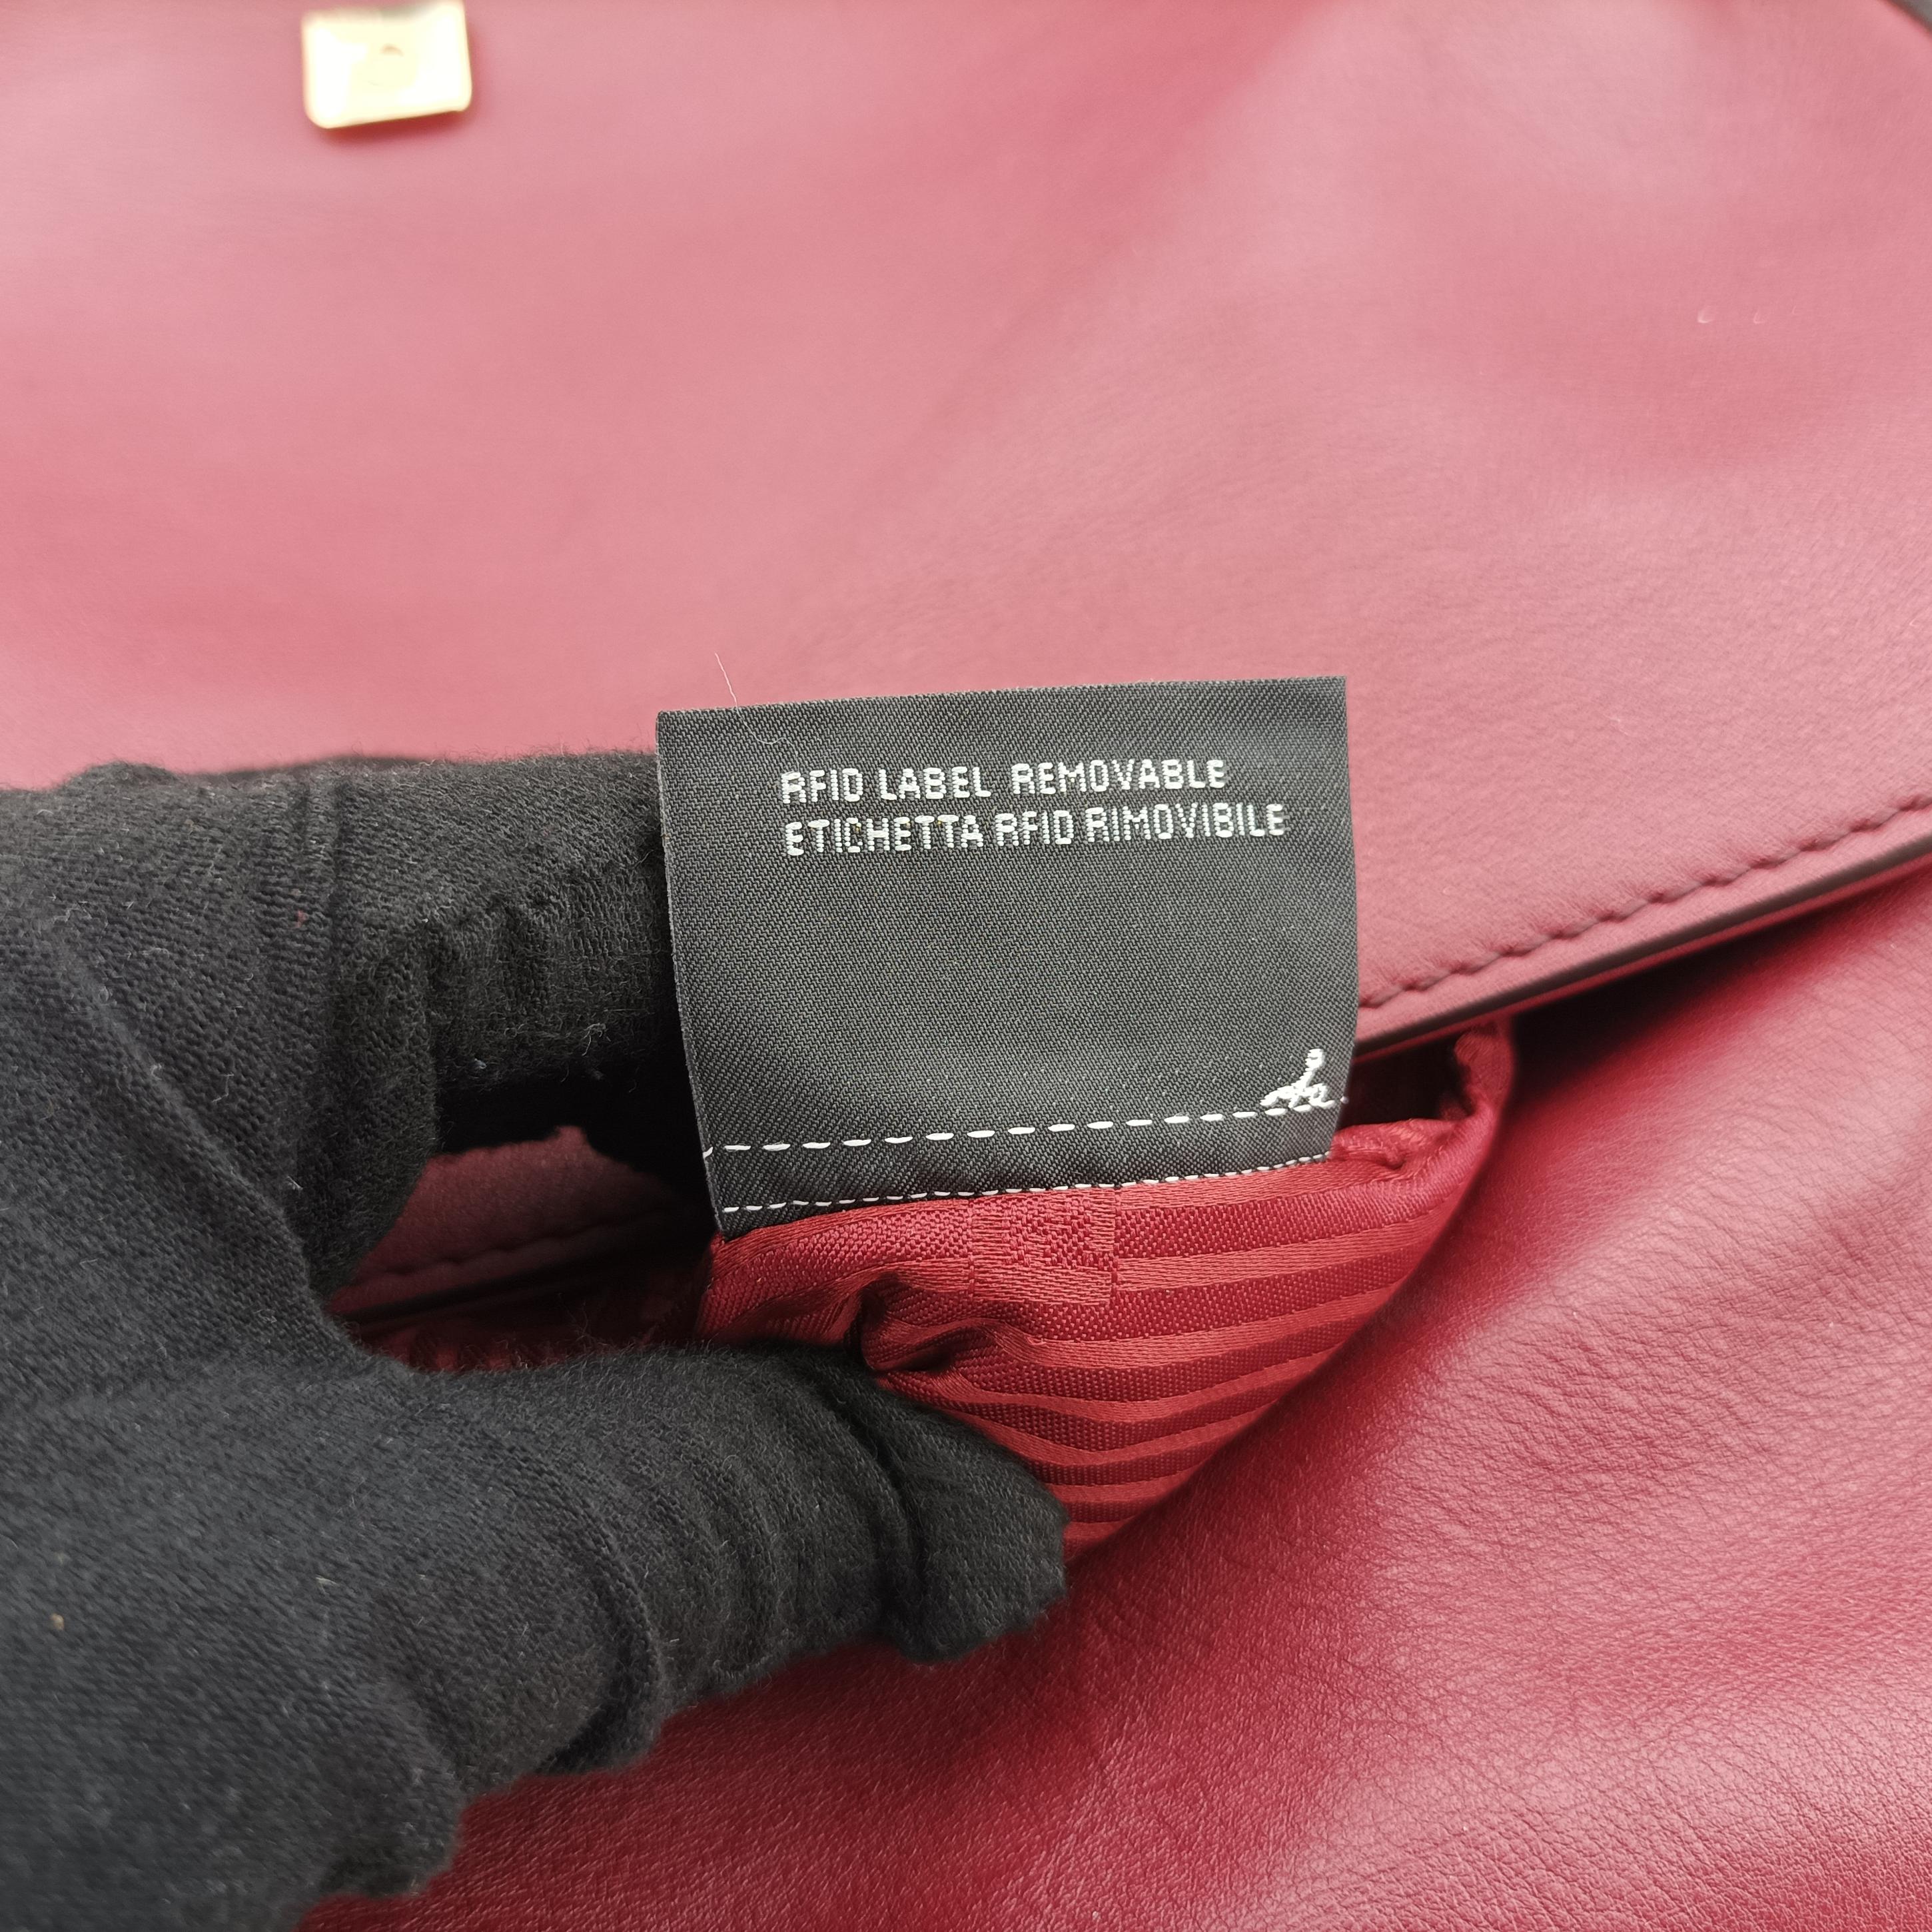 RFID LABEL REMOVABLE
ETICHETTA RFID RIMOVIBILE